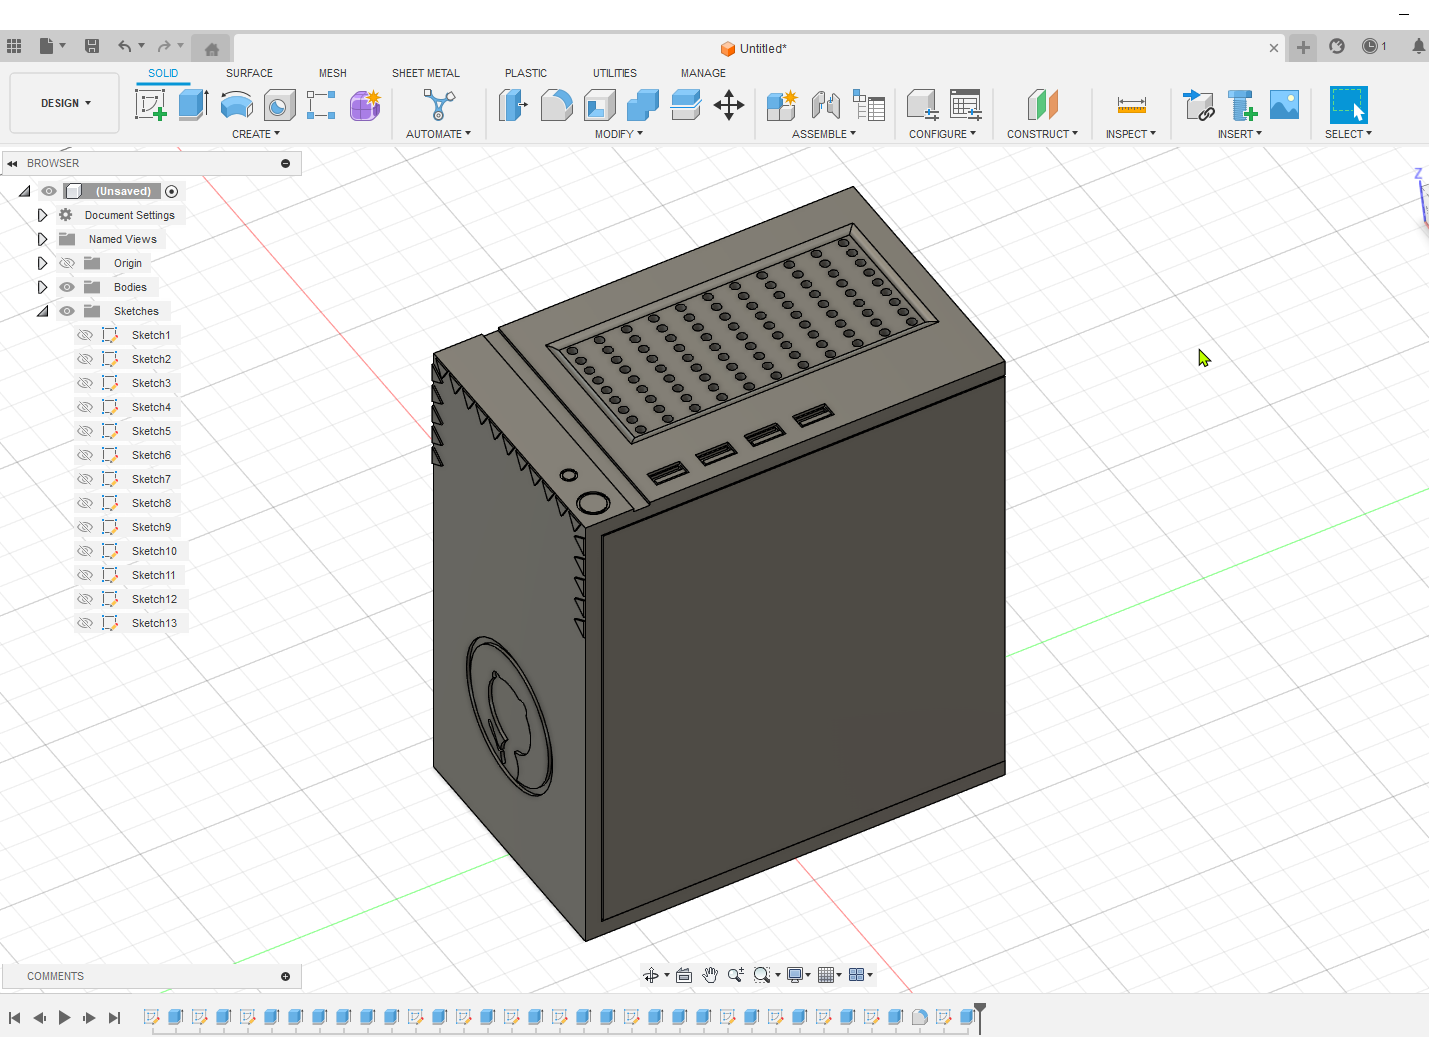 Untitled*
1
DESIGN
SOLID
SURFACE
MESH
SHEET METAL
PLASTIC
UTILITIES
MANAGE
CREATE
AUTOMATE
MODIFY
ASSEMBLE
CONFIGURE
CONSTRUCT
INSPECT
INSERT
SELECT
BROWSER
Z
(Unsaved)
Document Settings
Named Views
Origin
Bodies
Sketches
Sketch1
Sketch2
Sketch3
Sketch4
Sketch5
Sketch6
Sketch7
Sketch8
Sketch9
Sketch10
Sketch11
Sketch12
Sketch13
COMMENTS